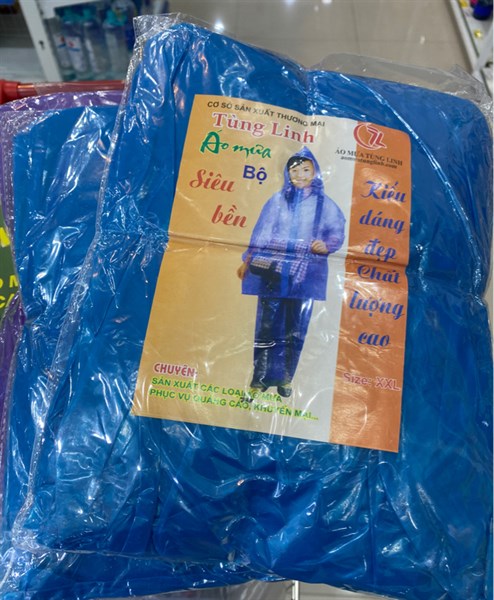 CƠ SỞ SẢN XUẤT THƯƠNG MẠI
Tùng Linh
Áo mưa
Bộ
Siêu
bền
ÁO MƯA TÙNG LINH
aomuatunglinh.com
Kiểu
dáng
đẹp
Chất
lượng
cao
Size: XXL
CHUYÊN:
SẢN XUẤT CÁC LOẠI ÁO MƯA
PHỤC VỤ QUẢNG CÁO, KHUYẾN MẠI...